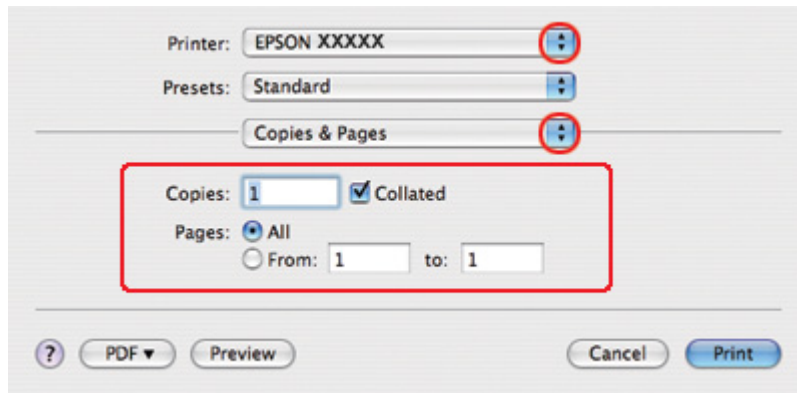 Printer: EPSON XXXXX
Presets: Standard
Copies & Pages
Copies: 1 Collated
Pages: All
From: 1 to: 1
? PDF ▼ Preview Cancel Print